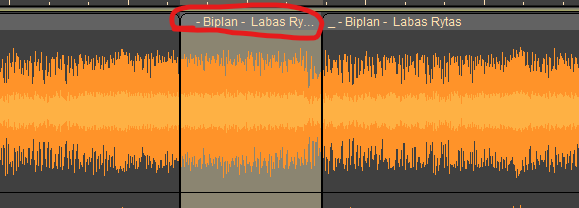 _ - Biplan - Labas Ry...
_ - Biplan - Labas Rytas